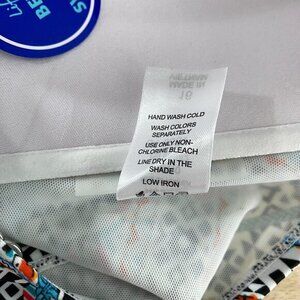 HAND WASH COLD
WASH COLORS
SEPARATELY
USE ONLY NON-
CHLORINE BLEACH
LINE DRY IN THE
SHADE
LOW IRON